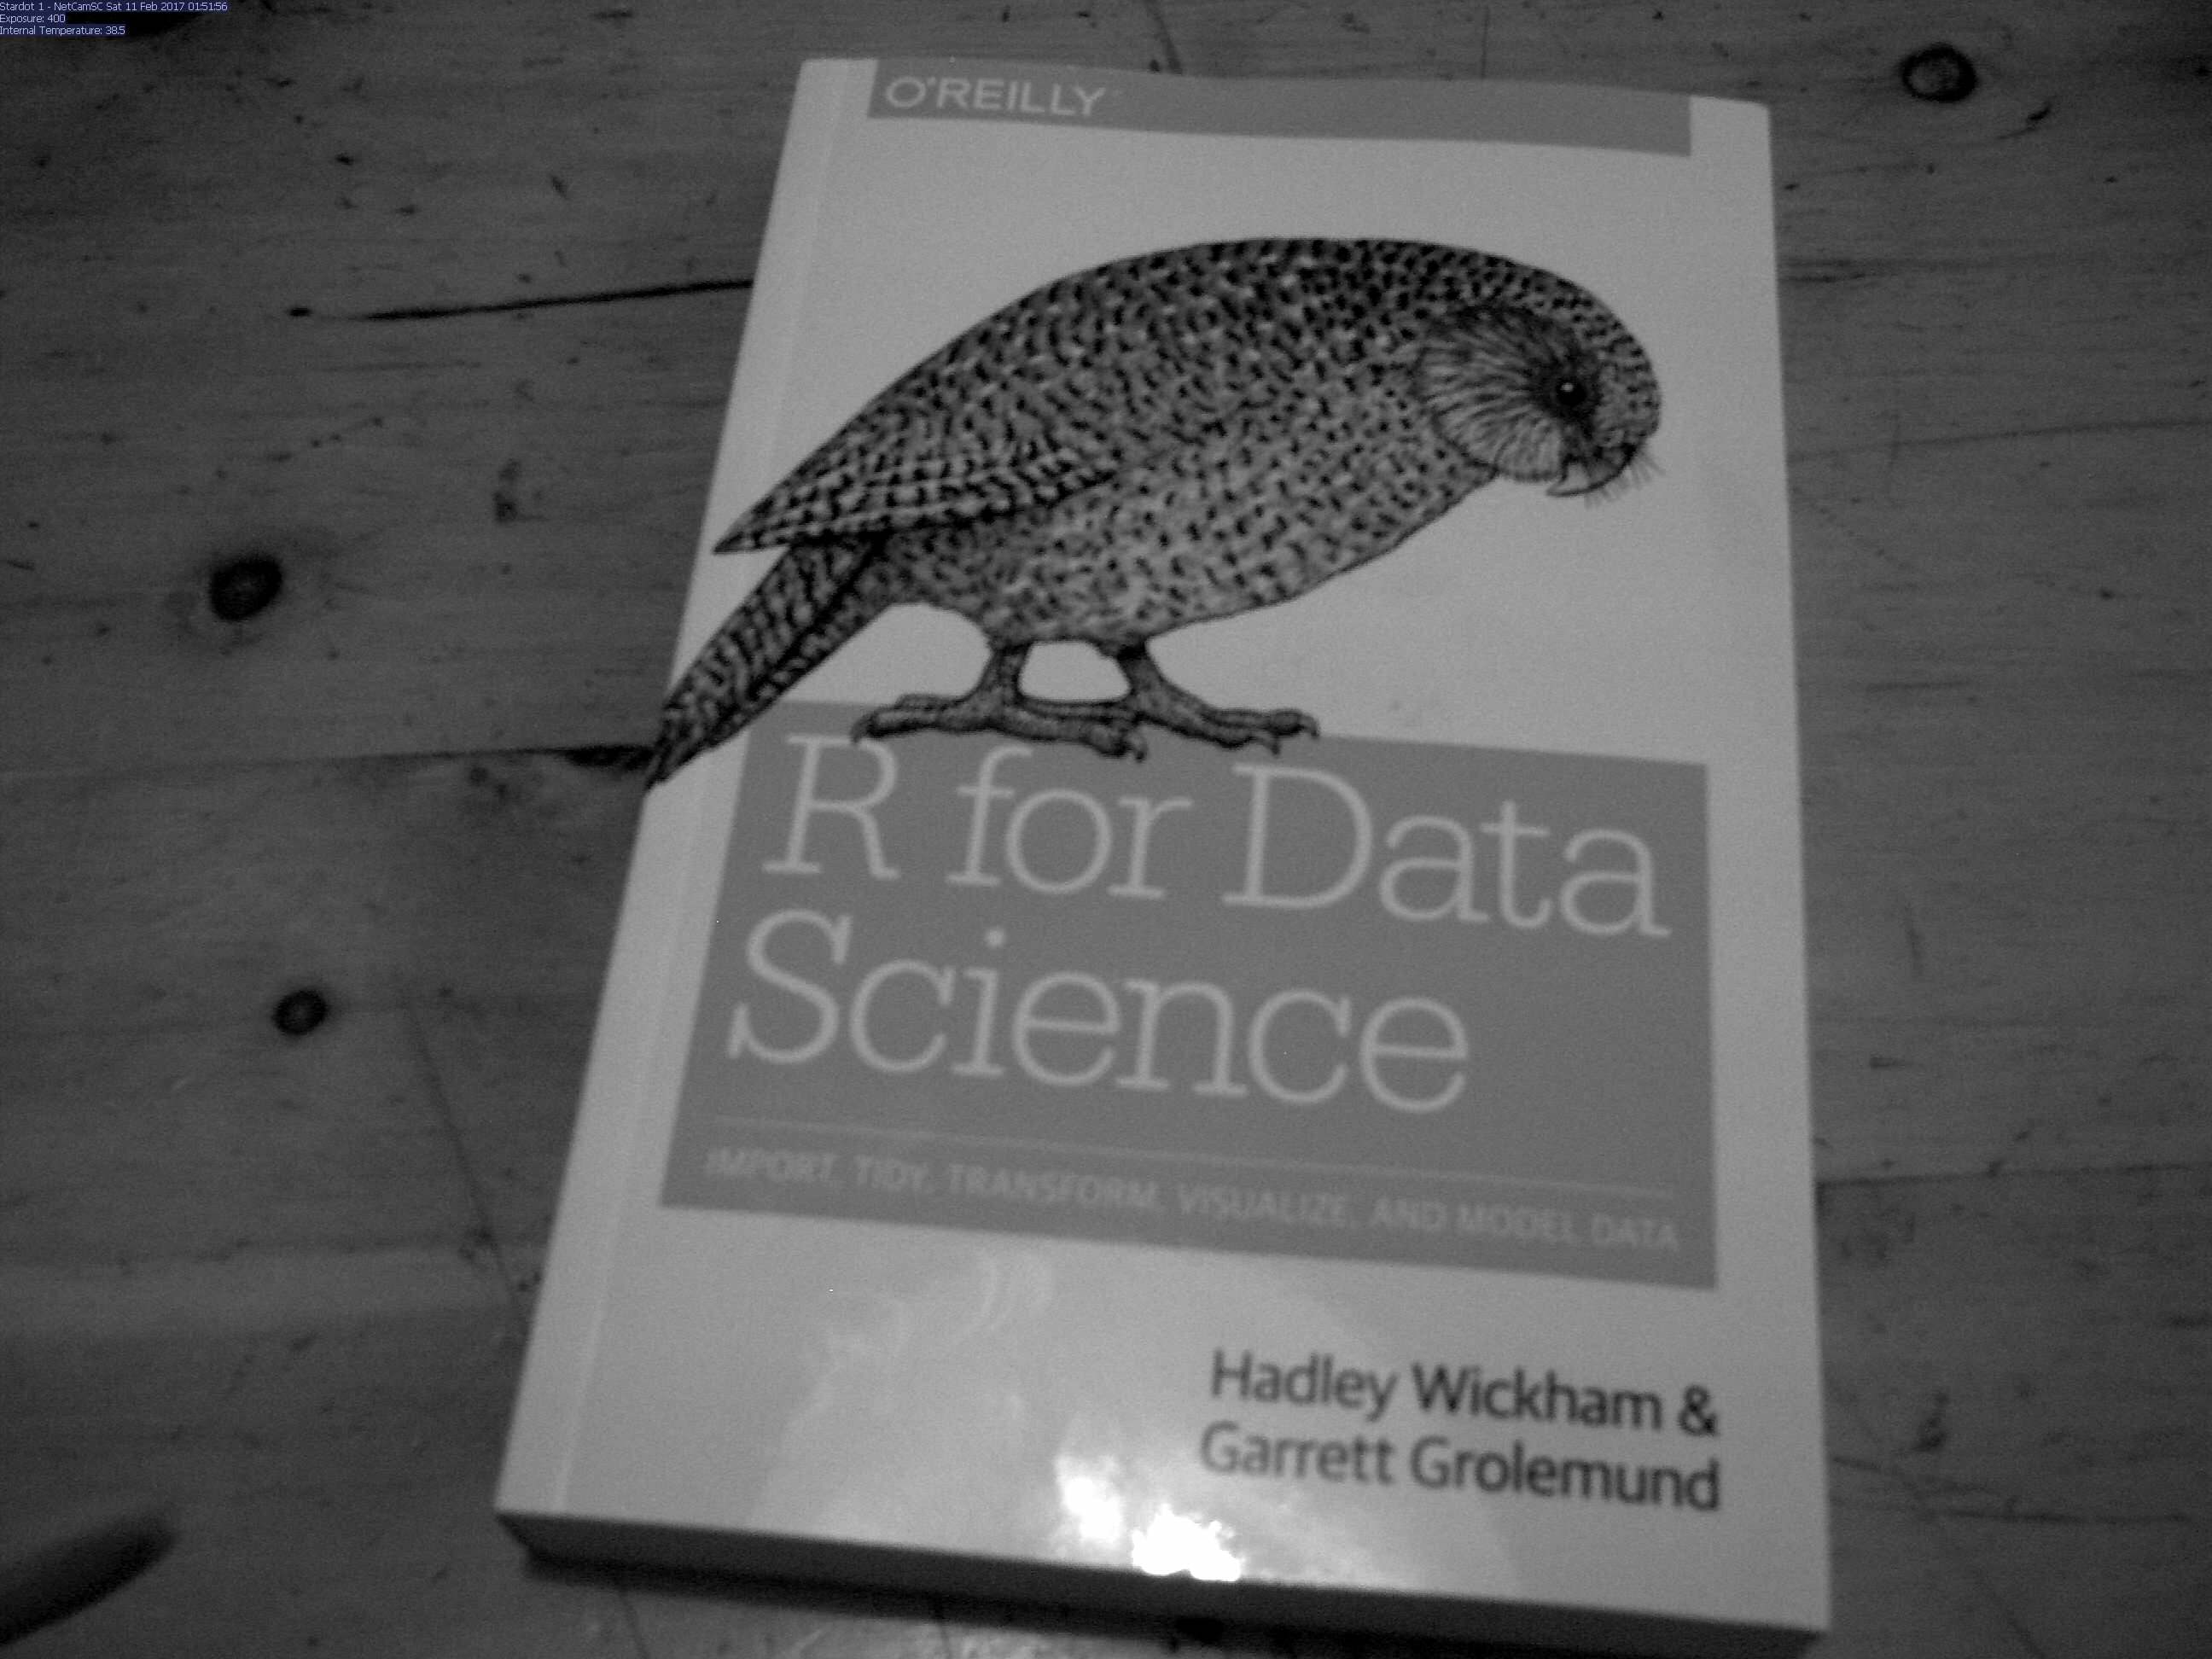 Stardot 1 - NetCamSC Sat 11 Feb 2017 01:51:56
Exposure: 400
Internal Temperature: 38.5
O'REILLY
R for Data
Science
IMPORT, TIDY, TRANSFORM, VISUALIZE, AND MODEL DATA
Hadley Wickham &
Garrett Grolemund